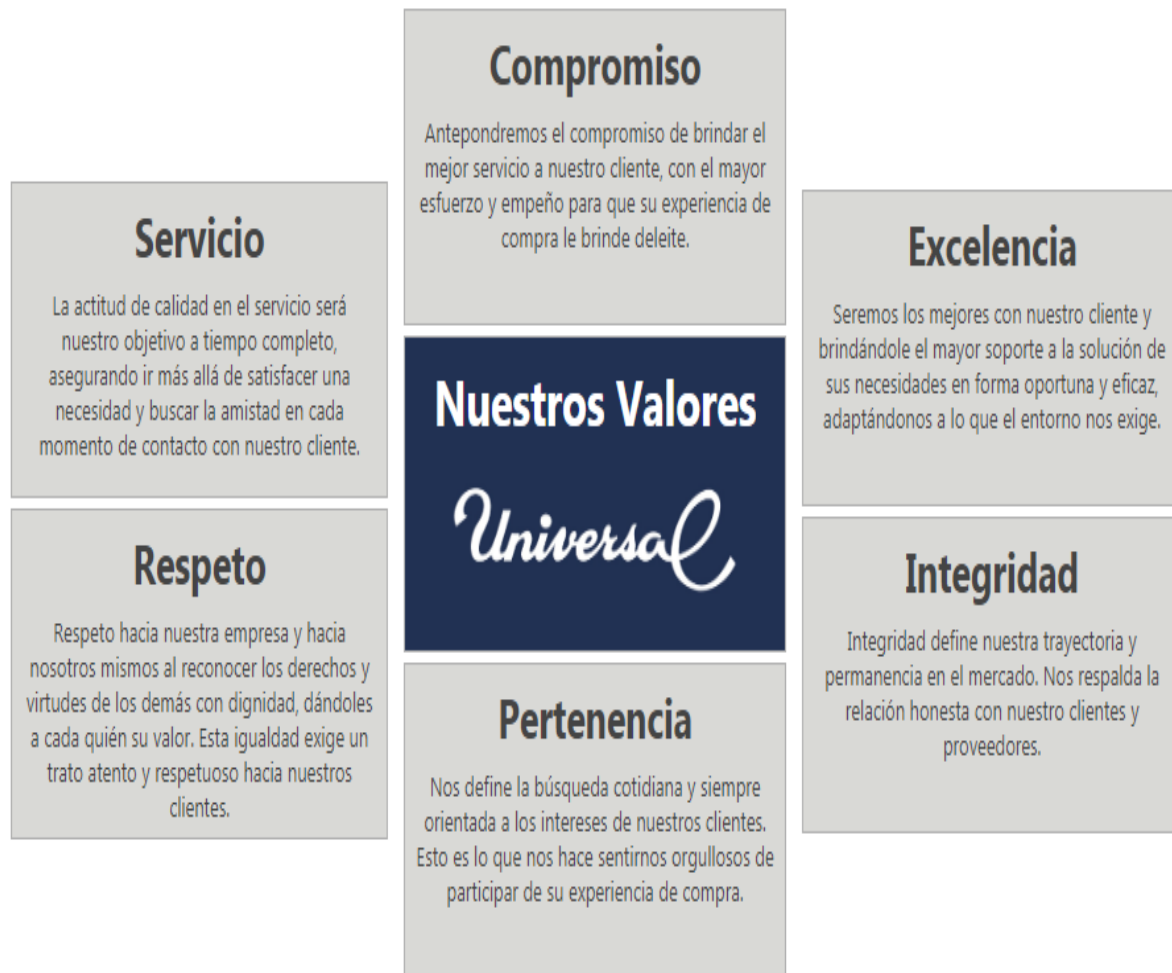 Compromiso
Antepondremos el compromiso de brindar el
mejor servicio a nuestro cliente, con el mayor
esfuerzo y empeño para que su experiencia de
compra le brinde deleite.
Servicio
La actitud de calidad en el servicio será
nuestro objetivo a tiempo completo,
asegurando ir más allá de satisfacer una
necesidad y buscar la amistad en cada
momento de contacto con nuestro cliente.
Excelencia
Seremos los mejores con nuestro cliente y
brindándole el mayor soporte a la solución de
sus necesidades en forma oportuna y eficaz,
adaptándonos a lo que el entorno nos exige.
Nuestros Valores
Universal
Respeto
Respeto hacia nuestra empresa y hacia
nosotros mismos al reconocer los derechos y
virtudes de los demás con dignidad, dándoles
a cada quién su valor. Esta igualdad exige un
trato atento y respetuoso hacia nuestros
clientes.
Integridad
Integridad define nuestra trayectoria y
permanencia en el mercado. Nos respalda la
relación honesta con nuestro clientes y
proveedores.
Pertenencia
Nos define la búsqueda cotidiana y siempre
orientada a los intereses de nuestros clientes.
Esto es lo que nos hace sentirnos orgullosos de
participar de su experiencia de compra.